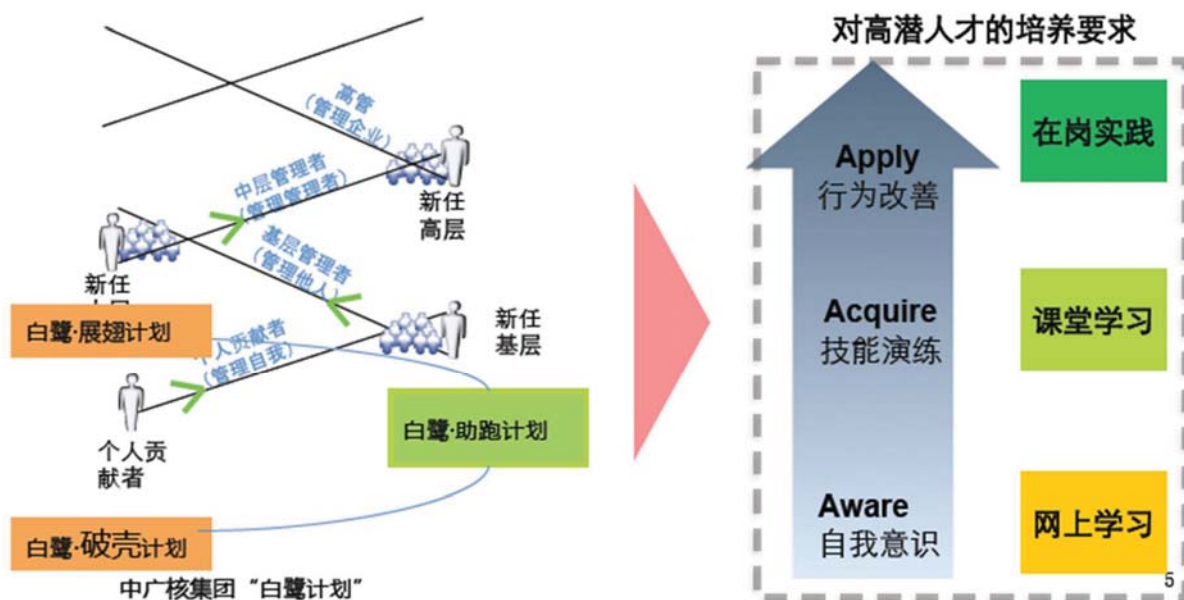 高管
（管理企业）
中层管理者
（管理管理者）
新任
高层
基层管理者
（管理他人）
新任
白鹭·展翅计划
个人贡献者
（管理自我）
新任
基层
白鹭·助跑计划
个人贡
献者
白鹭·破壳计划
中广核集团“白鹭计划”
对高潜人才的培养要求
Apply
行为改善
在岗实践
Acquire
技能演练
课堂学习
Aware
自我意识
网上学习
5